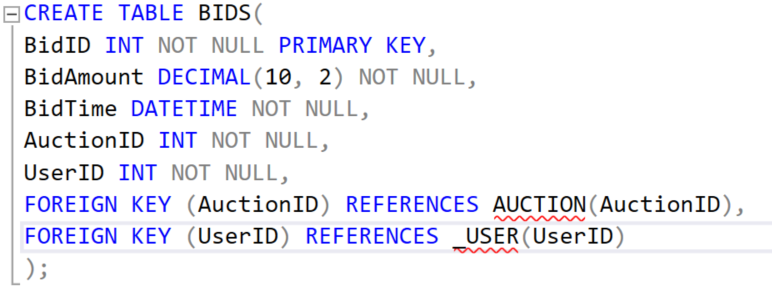 CREATE TABLE BIDS(
BidID INT NOT NULL PRIMARY KEY,
BidAmount DECIMAL(10, 2) NOT NULL,
BidTime DATETIME NOT NULL,
AuctionID INT NOT NULL,
UserID INT NOT NULL,
FOREIGN KEY (AuctionID) REFERENCES AUCTION(AuctionID),
FOREIGN KEY (UserID) REFERENCES _USER(UserID)
);